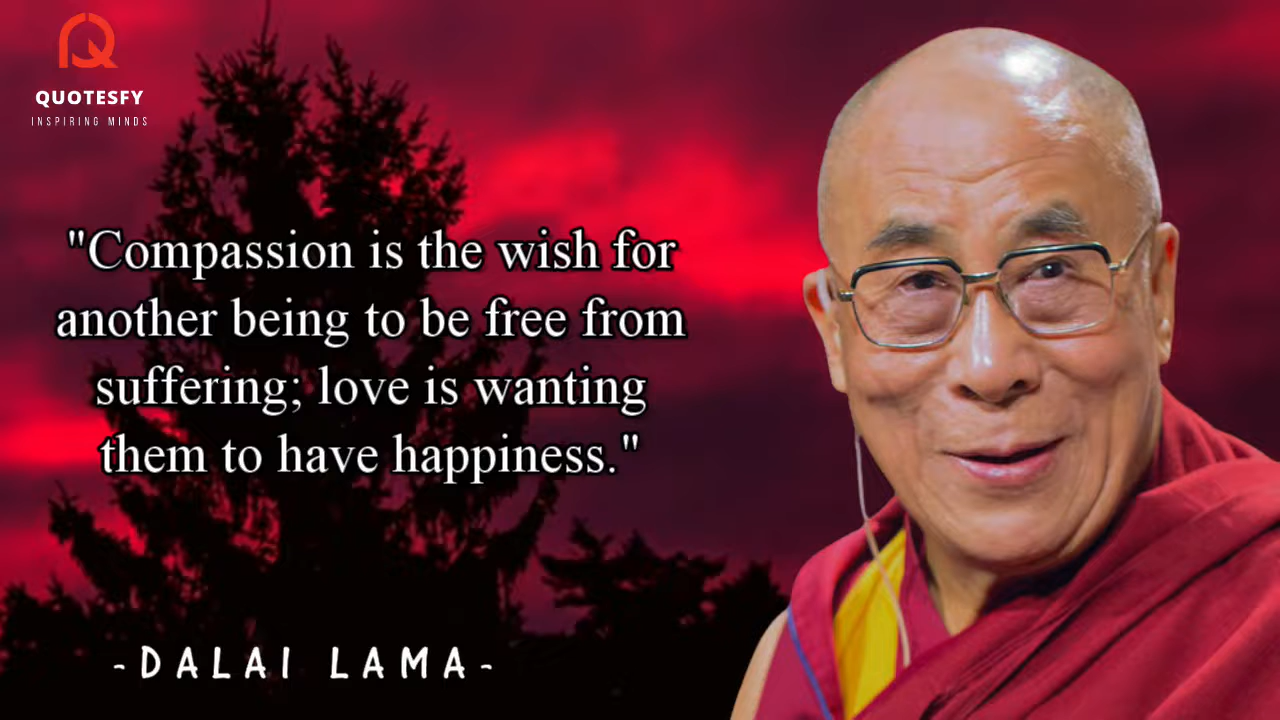 QUOTESFY
INSPIRING MINDS
"Compassion is the wish for
another being to be free from
suffering; love is wanting
them to have happiness."
-DALAI LAMA-